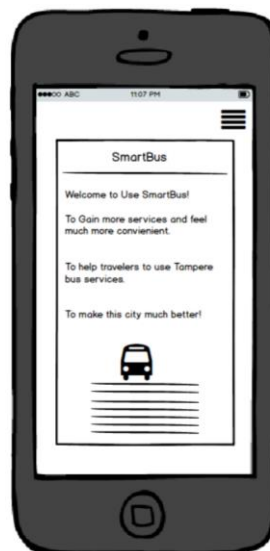 ABC 11:07 PM
SmartBus
Welcome to Use SmartBus!
To Gain more services and feel
much more convienient.
To help travelers to use Tampere
bus services.
To make this city much better!